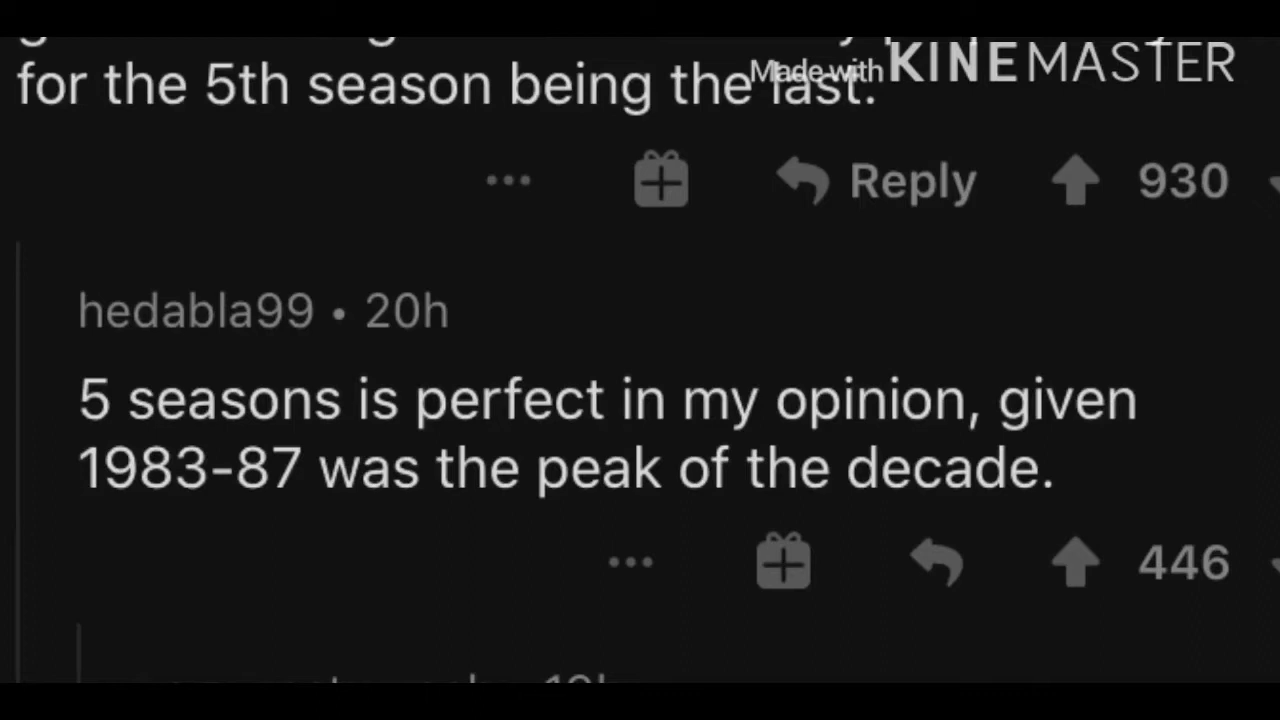 for the 5th season being the last.
Made with KINEMASTER
Reply 930
hedabla99 • 20h
5 seasons is perfect in my opinion, given
1983-87 was the peak of the decade.
446